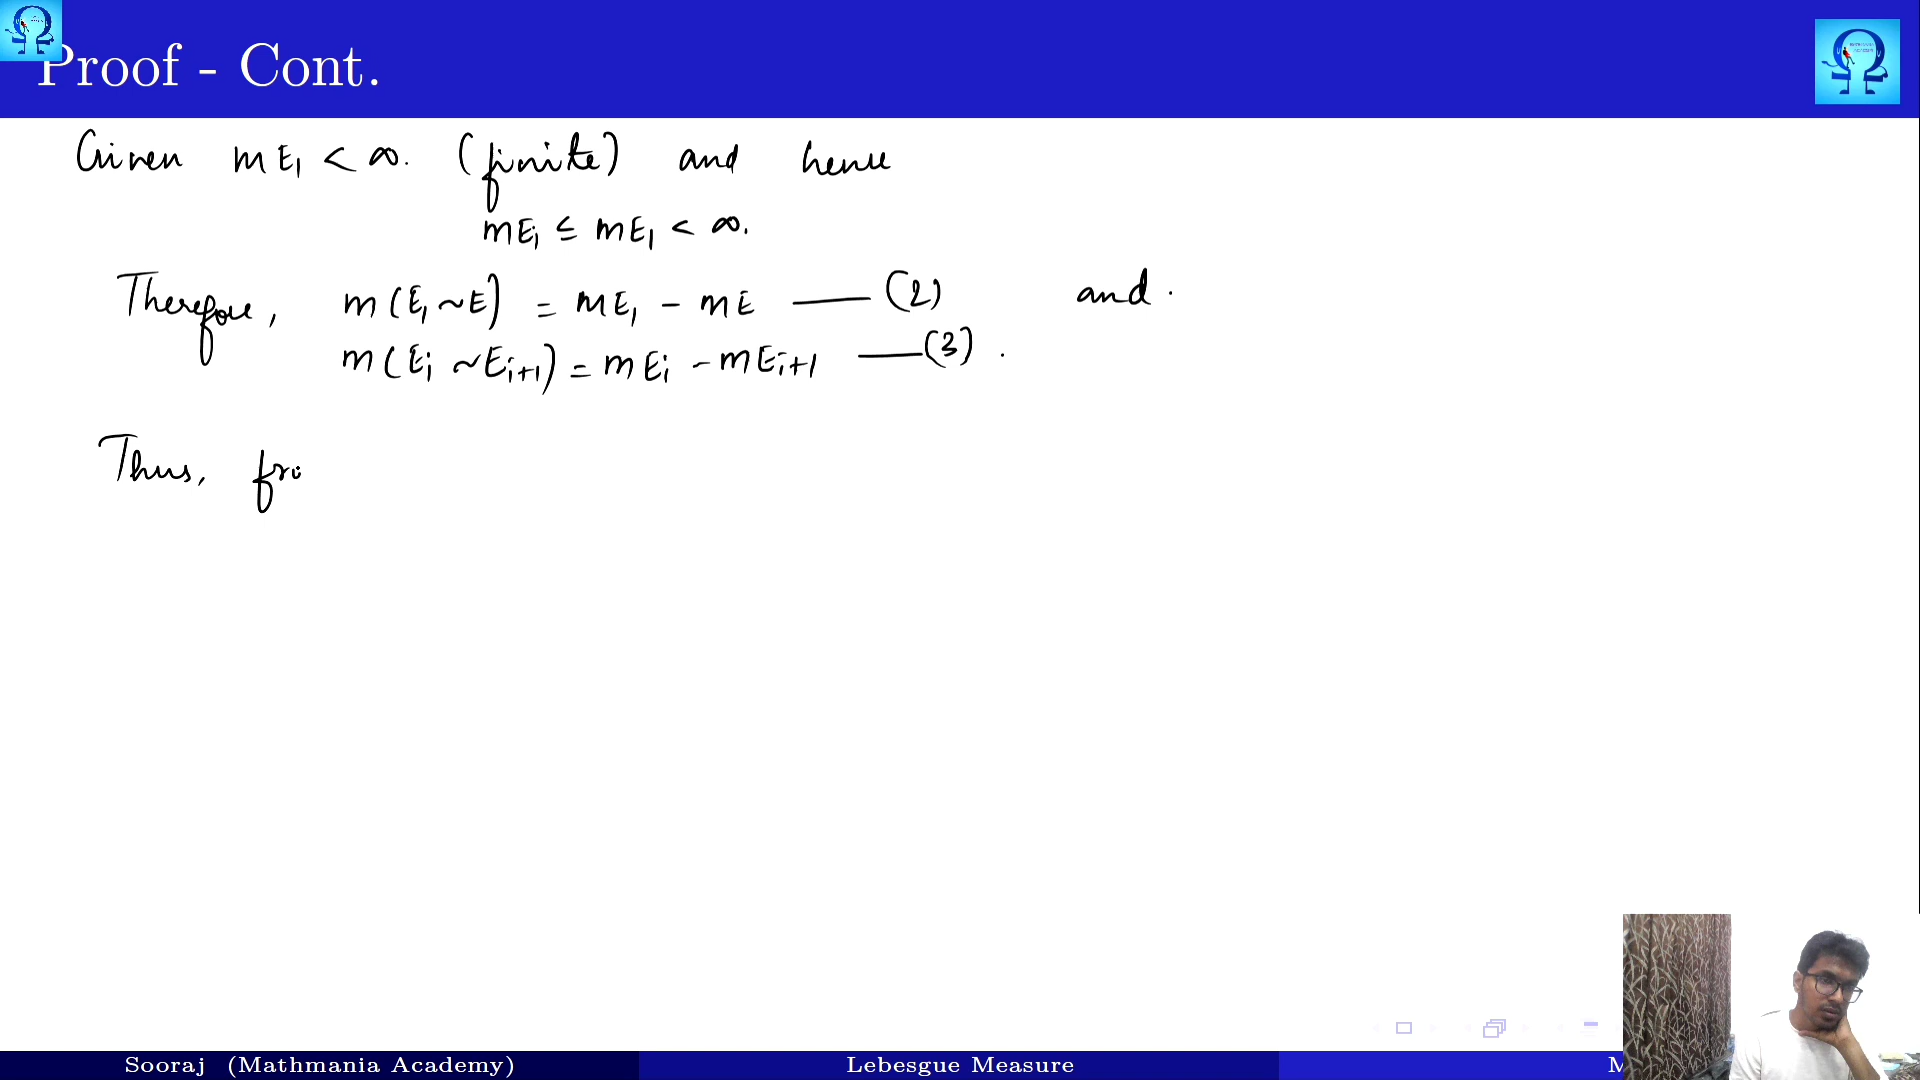 Proof - Cont.
Given mE₁ < ∞. (finite) and hence
mEᵢ ≤ mE₁ < ∞.
Therefore, m(E₁ ~ E) = mE₁ - mE —— (2) and.
m(Eᵢ ~ Eᵢ₊₁) = mEᵢ - mEᵢ₊₁ —— (3).
Thus, fro
Sooraj (Mathmania Academy) Lebesgue Measure M